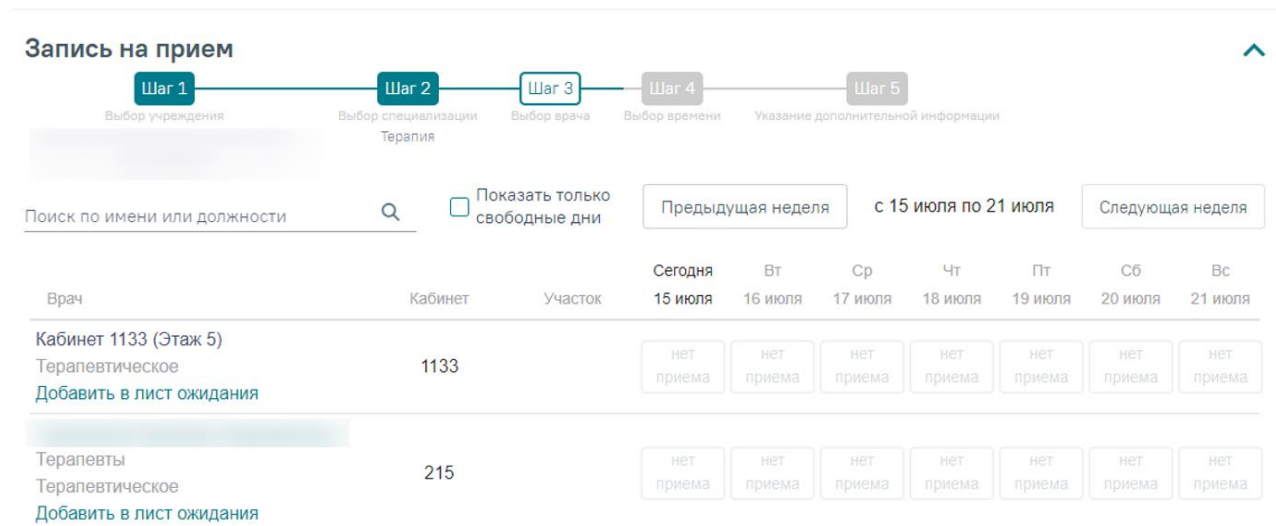 Запись на прием
Шаг 1 Шаг 2 Шаг 3 Шаг 4 Шаг 5
Выбор учреждения Выбор специализации Выбор врача Выбор времени Указание дополнительной информации
Терапия
Поиск по имени или должности
Показать только
свободные дни
Предыдущая неделя с 15 июля по 21 июля Следующая неделя
Сегодня Вт Ср Чт Пт Сб Вс
Врач Кабинет Участок 15 июля 16 июля 17 июля 18 июля 19 июля 20 июля 21 июля
Кабинет 1133 (Этаж 5)
Терапевтическое
Добавить в лист ожидания
1133
нет нет нет нет нет нет нет
приема приема приема приема приема приема приема
Терапевты
Терапевтическое
Добавить в лист ожидания
215
нет нет нет нет нет нет нет
приема приема приема приема приема приема приема